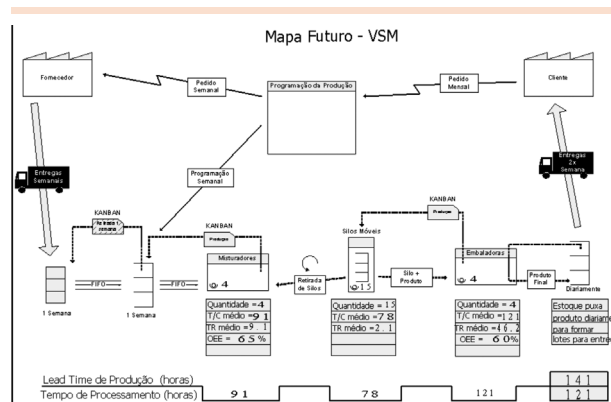 Mapa Futuro - VSM
Fornecedor
Pedido
Semanal
Programação da Produção
Pedido
Mensal
Cliente
Entregas
Semanais
Programação
Semanal
Entregas
2x
Semana
KANBAN
semana
KANBAN
Produção
KANBAN
Produção
Misturadores
4
Silos Móveis
15
Embaladoras
4
FIFO
FIFO
Retirada
de Silos
Silo +
Produto
Produto
Final
Diariamente
1 Semana
1 Semana
Quantidade =4
T/C médio =91
TR médio =9.1
OEE = 65%
Quantidade = 15
T/C médio =78
TR médio =2.1
Quantidade = 4
T/C médio =121
TR médio =46.2
OEE = 60%
Estoque puxa
produto diariam
para formar
lotes para entre
Lead Time de Produção (horas)
141
Tempo de Processamento (horas)
91
78
121
121